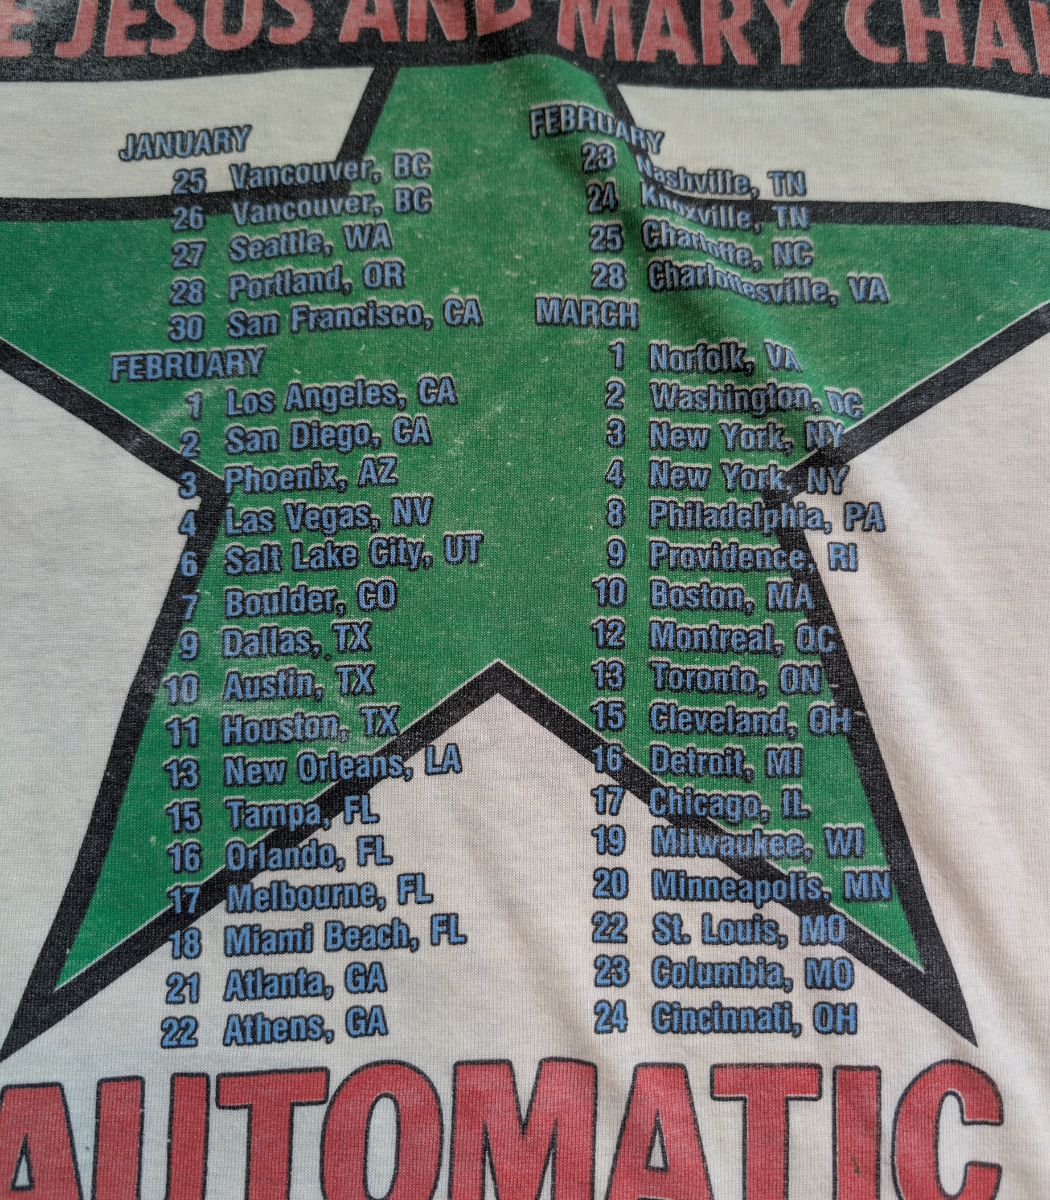 E JESUS AND MARY CHA
JANUARY
25 Vancouver, BC
26 Vancouver, BC
27 Seattle, WA
28 Portland, OR
30 San Francisco, CA
FEBRUARY
1 Los Angeles, CA
2 San Diego, CA
3 Phoenix, AZ
4 Las Vegas, NV
6 Salt Lake City, UT
7 Boulder, CO
9 Dallas, TX
10 Austin, TX
11 Houston, TX
13 New Orleans, LA
15 Tampa, FL
16 Orlando, FL
17 Melbourne, FL
18 Miami Beach, FL
21 Atlanta, GA
22 Athens, GA
FEBRUARY
23 Nashville, TN
24 Knoxville, TN
25 Charlotte, NC
28 Charlottesville, VA
MARCH
1 Norfolk, VA
2 Washington, DC
3 New York, NY
4 New York, NY
8 Philadelphia, PA
9 Providence, RI
10 Boston, MA
12 Montreal, QC
13 Toronto, ON
15 Cleveland, OH
16 Detroit, MI
17 Chicago, IL
19 Milwaukee, WI
20 Minneapolis, MN
22 St. Louis, MO
23 Columbia, MO
24 Cincinnati, OH
AUTOMATIC